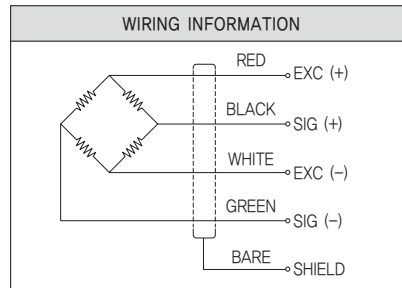 WIRING INFORMATION
RED
EXC (+)
BLACK
SIG (+)
WHITE
EXC (−)
GREEN
SIG (−)
BARE
SHIELD